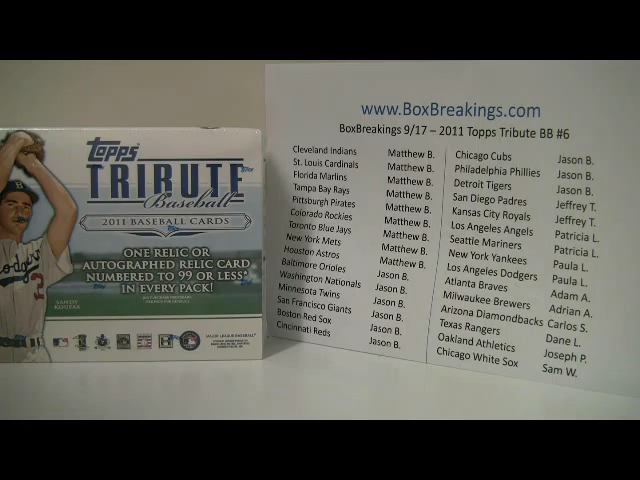 Topps
TRIBUTE
Topps
Baseball
2011 BASEBALL CARDS
ONE RELIC OR
AUTOGRAPHED RELIC CARD
NUMBERED TO 99 OR LESS*
IN EVERY PACK!
Dodgers
SANDY
KOUFAX
www.BoxBreakings.com
BoxBreakings 9/17 – 2011 Topps Tribute BB #6
Cleveland Indians Matthew B.
St. Louis Cardinals Matthew B.
Florida Marlins Matthew B.
Tampa Bay Rays Matthew B.
Pittsburgh Pirates Matthew B.
Colorado Rockies Matthew B.
Toronto Blue Jays Matthew B.
New York Mets Matthew B.
Houston Astros Matthew B.
Baltimore Orioles Jason B.
Washington Nationals Jason B.
Minnesota Twins Jason B.
San Francisco Giants Jason B.
Boston Red Sox Jason B.
Cincinnati Reds Jason B.
Chicago Cubs Jason B.
Philadelphia Phillies Jason B.
Detroit Tigers Jason B.
San Diego Padres Jeffrey T.
Kansas City Royals Jeffrey T.
Los Angeles Angels Patricia L.
Seattle Mariners Patricia L.
New York Yankees Paula L.
Los Angeles Dodgers Paula L.
Atlanta Braves Adam A.
Milwaukee Brewers Adrian A.
Arizona Diamondbacks Carlos S.
Texas Rangers Dane L.
Oakland Athletics Joseph P.
Chicago White Sox Sam W.